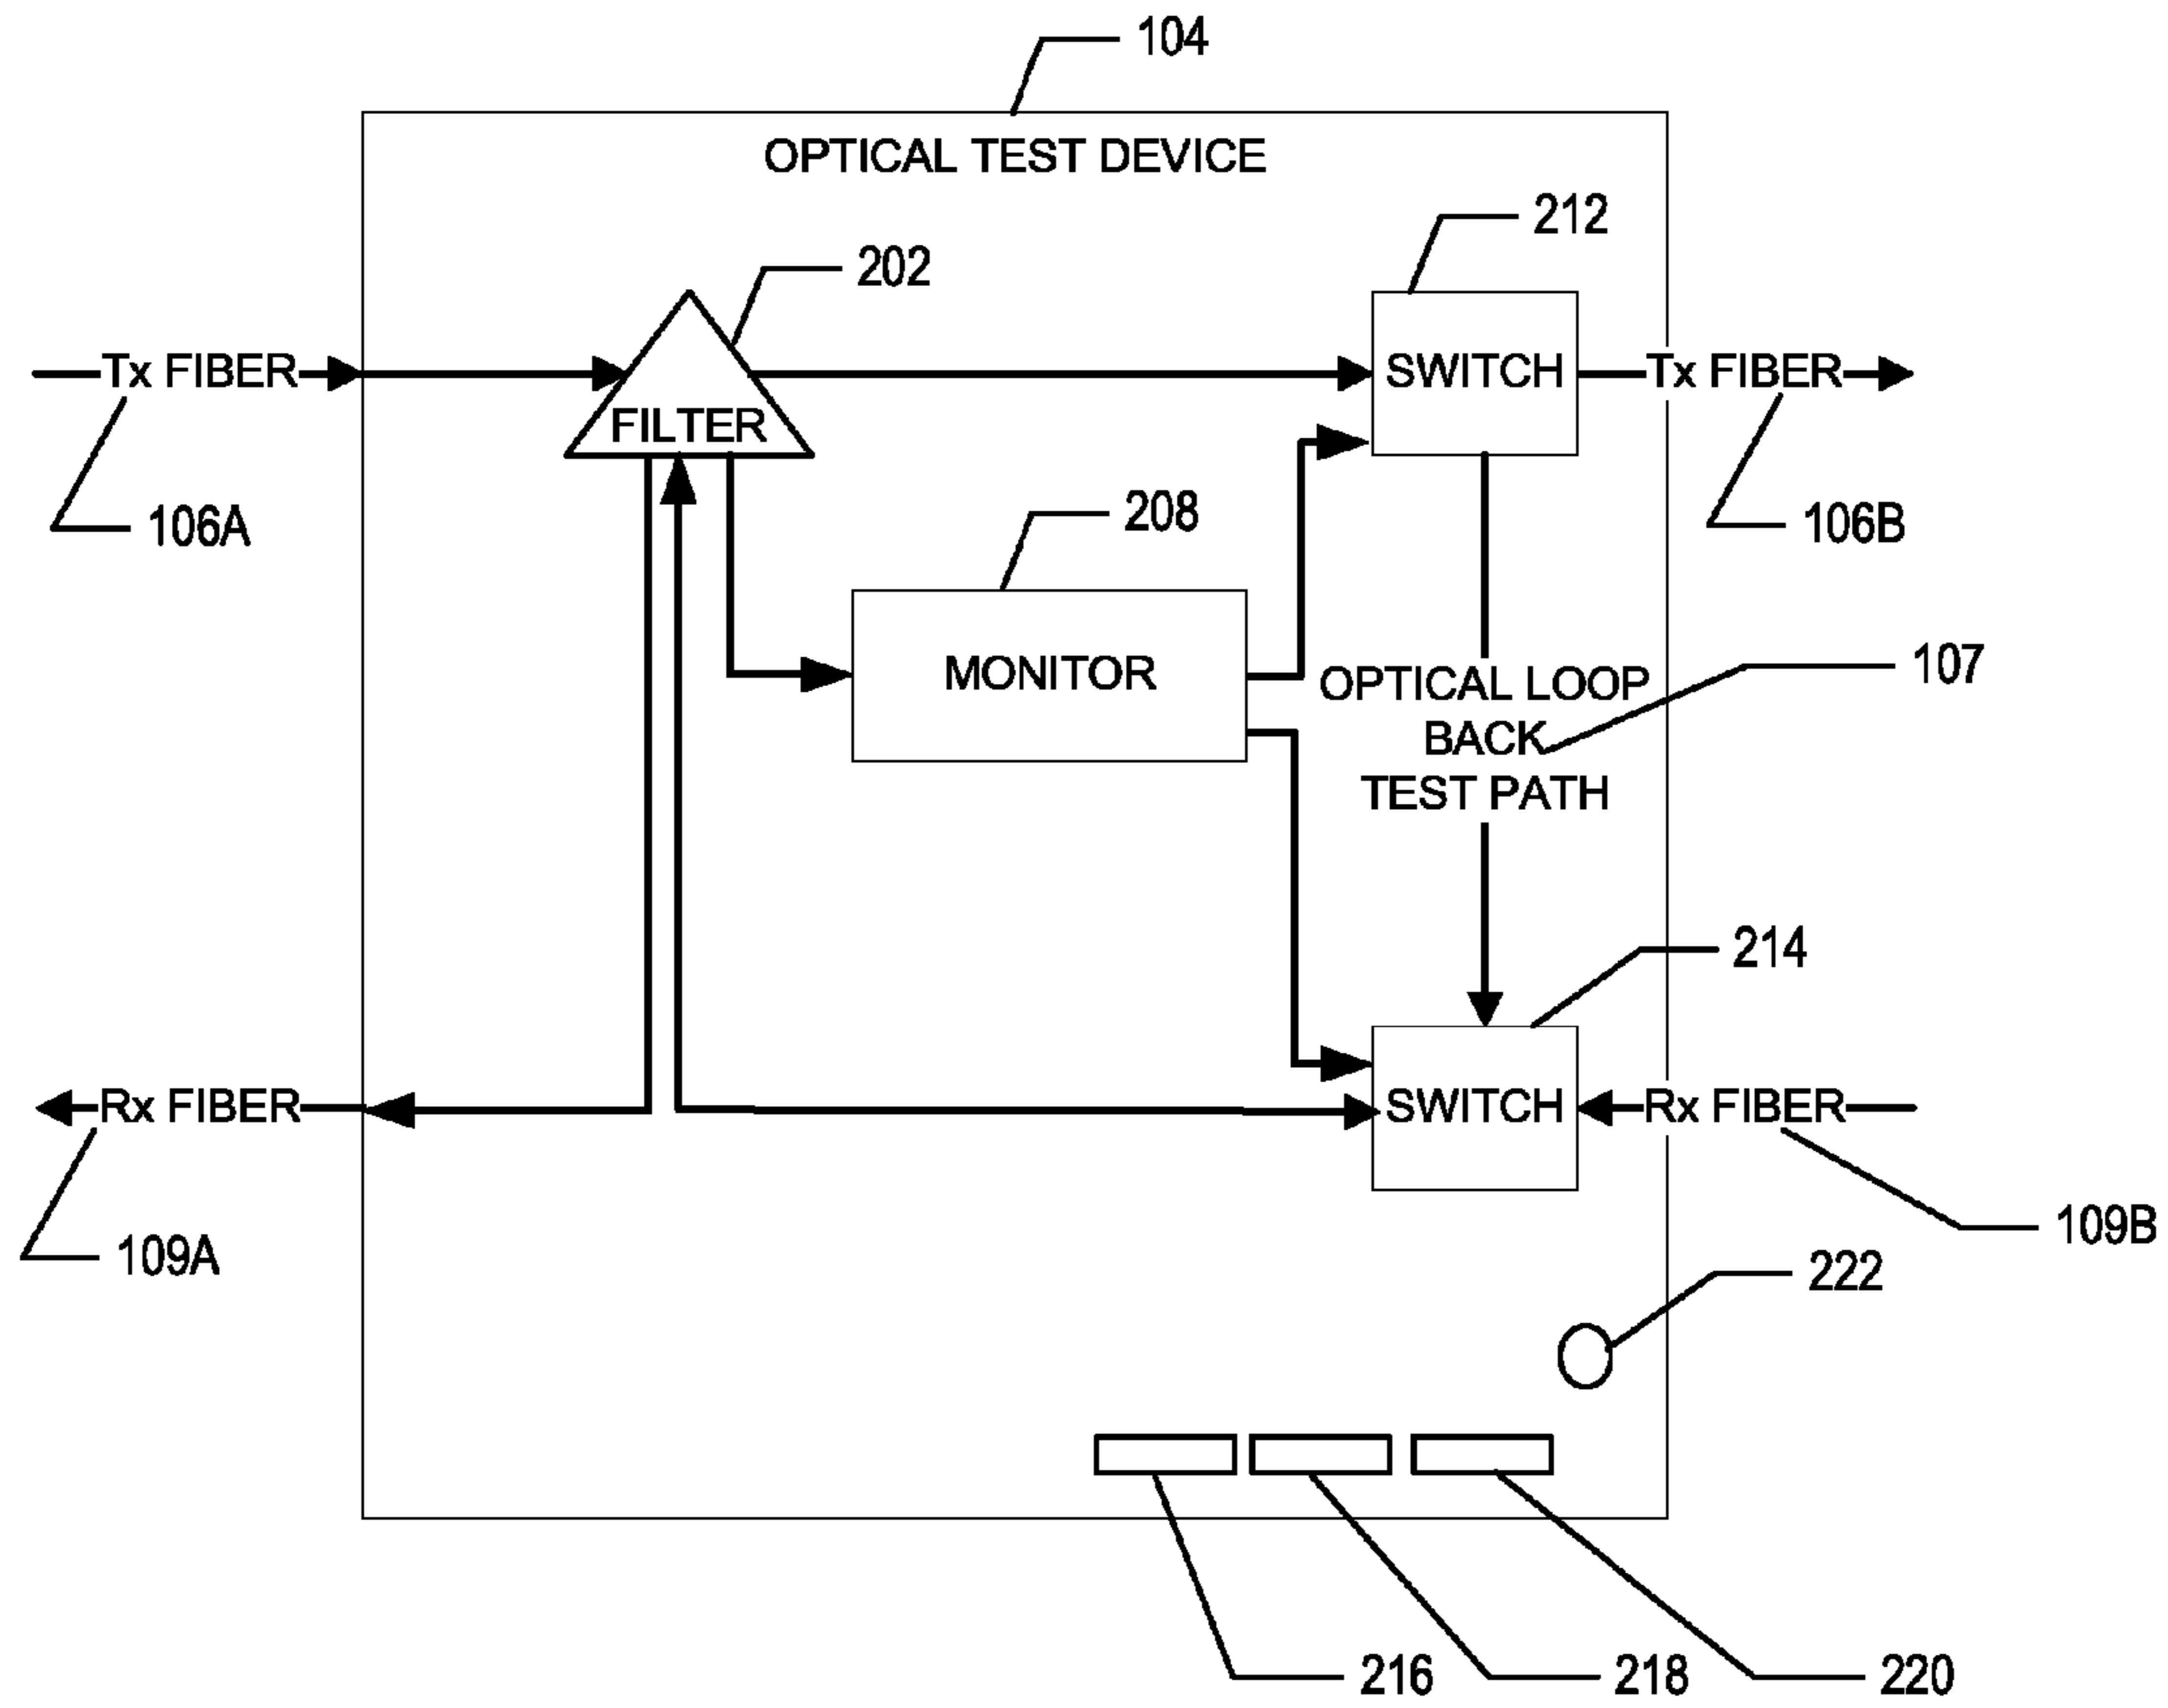 104
OPTICAL TEST DEVICE
212
202
Tx FIBER
SWITCH
Tx FIBER
FILTER
106A
208
106B
MONITOR
OPTICAL LOOP
BACK
TEST PATH
107
214
Rx FIBER
SWITCH
Rx FIBER
109A
109B
222
216
218
220